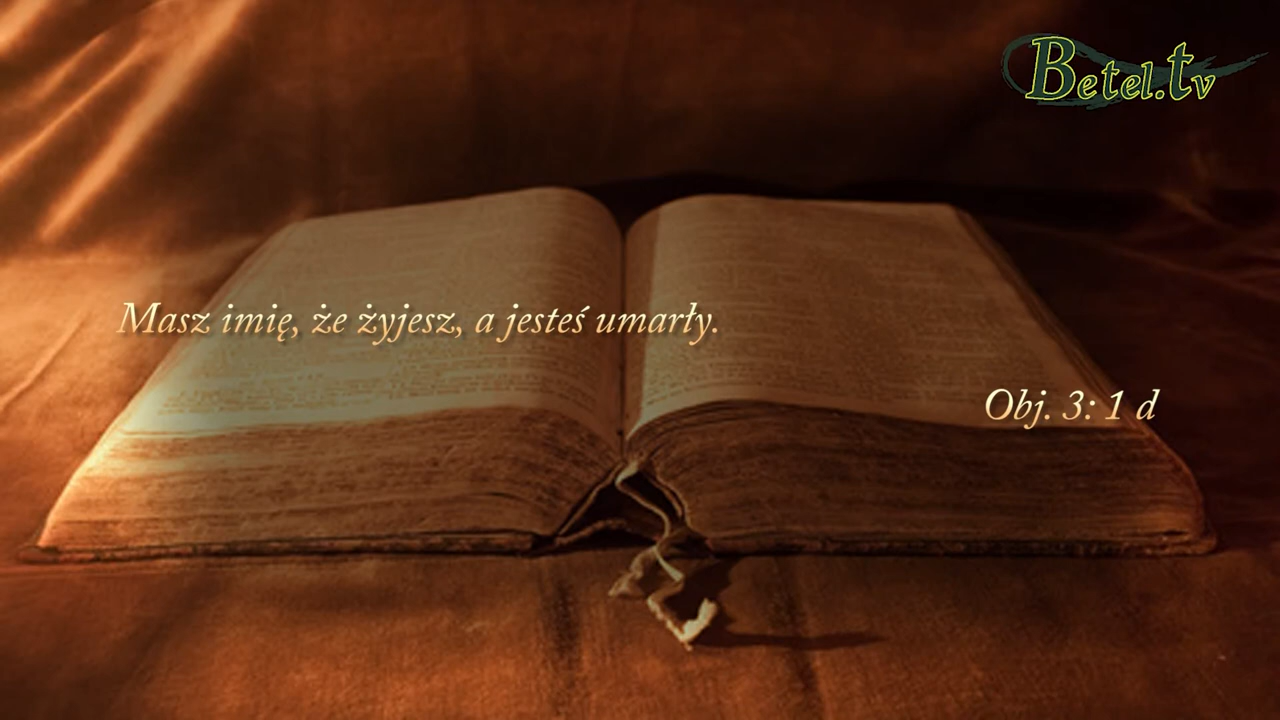 Betel.tv
Masz imię, że żyjesz, a jesteś umarły.
Obj. 3: 1 d